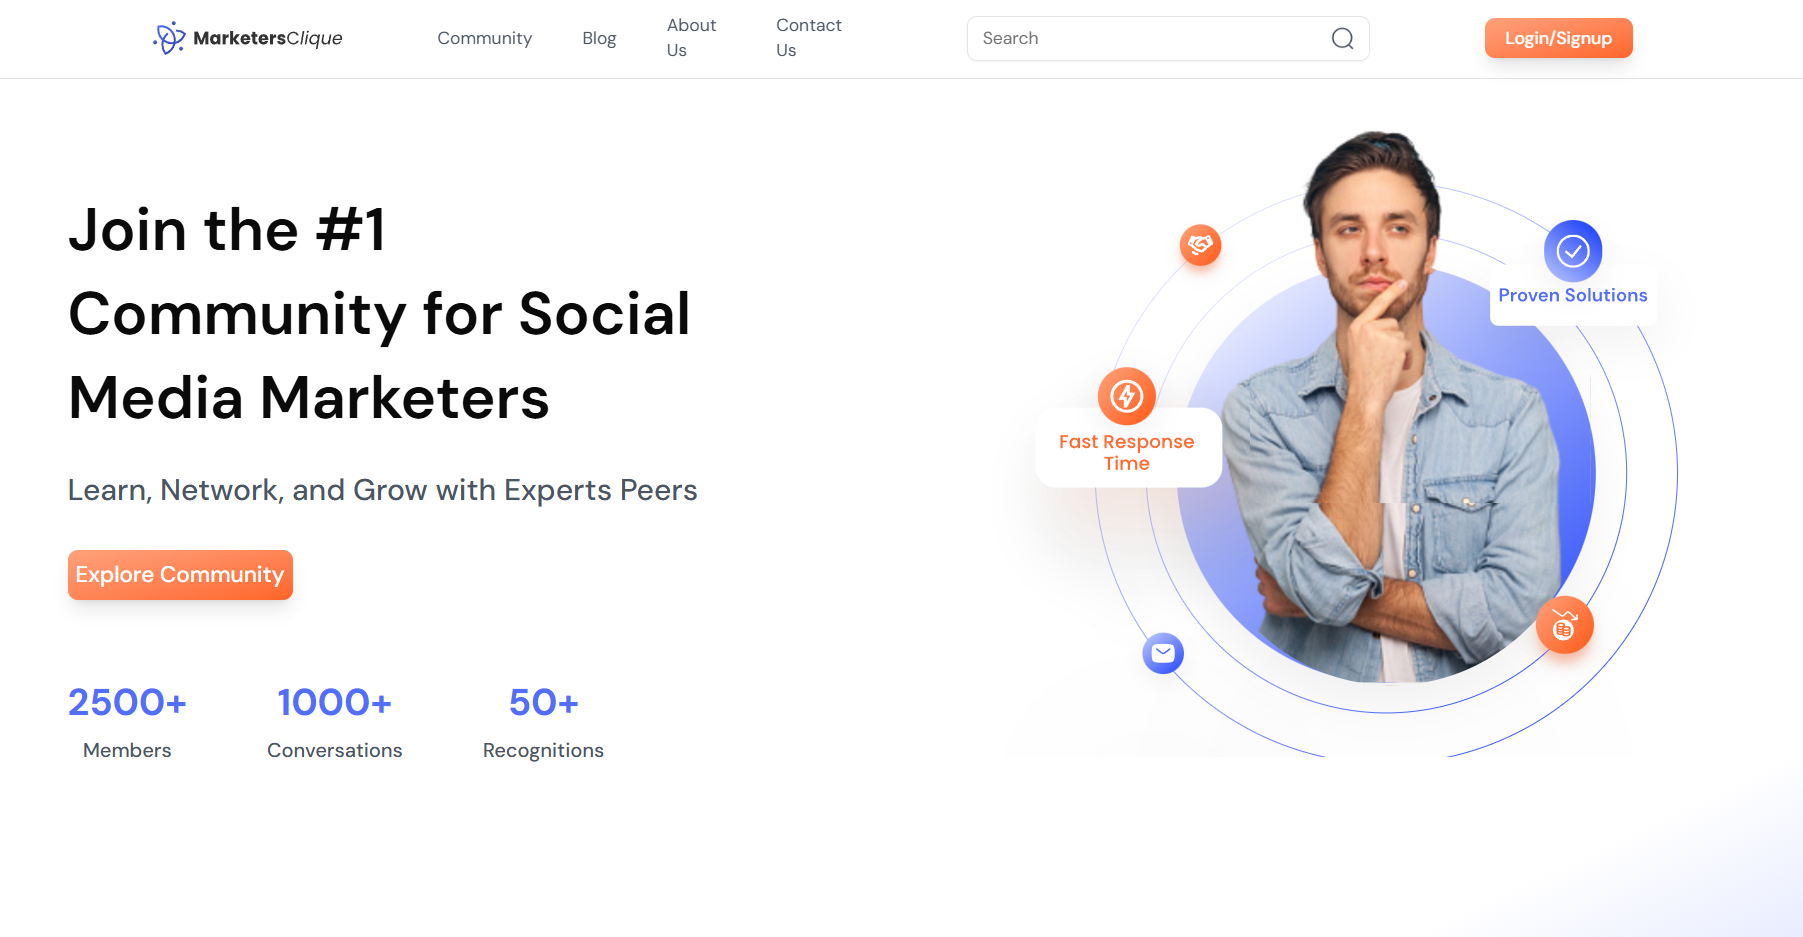 MarketersClique
Community
Blog
About
Us
Contact
Us
Search
Login/Signup
Join the #1
Community for Social
Media Marketers
Learn, Network, and Grow with Experts Peers
Explore Community
2500+
Members
1000+
Conversations
50+
Recognitions
Proven Solutions
Fast Response
Time